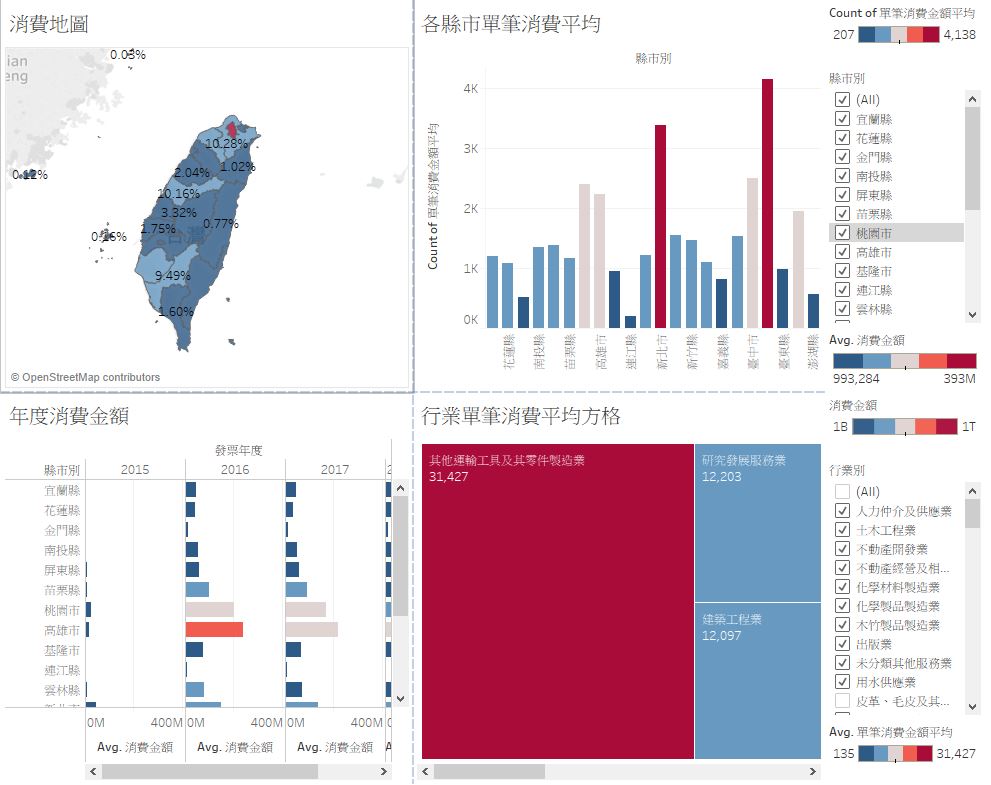 消費地圖
ian
eng
0.03%
10.28%
2.04%
1.02%
0.12%
10.16%
3.32%
1.75%
0.77%
0.16%
9.49%
1.60%
© OpenStreetMap contributors
各縣市單筆消費平均
縣市別
Count of 單筆消費金額平均
4K
3K
2K
1K
0K
花蓮縣
南投縣
苗栗縣
高雄市
連江縣
新北市
新竹縣
嘉義縣
臺中市
臺東縣
澎湖縣
Count of 單筆消費金額平均
207 4,138
縣市別
(All)
宜蘭縣
花蓮縣
金門縣
南投縣
屏東縣
苗栗縣
桃園市
高雄市
基隆市
連江縣
雲林縣
Avg. 消費金額
993,284 393M
消費金額
1B 1T
行業別
(All)
人力仲介及供應業
土木工程業
不動產開發業
不動產經營及相...
化學材料製造業
化學製品製造業
木竹製品製造業
出版業
未分類其他服務業
用水供應業
皮革、毛皮及其...
Avg. 單筆消費金額平均
135 31,427
年度消費金額
發票年度
縣市別 2015 2016 2017 2
宜蘭縣
花蓮縣
金門縣
南投縣
屏東縣
苗栗縣
桃園市
高雄市
基隆市
連江縣
雲林縣
新北市
0M 400M 0M 400M 0M 400M 0
Avg. 消費金額 Avg. 消費金額 Avg. 消費金額 A
行業單筆消費平均方格
其他運輸工具及其零件製造業
31,427
研究發展服務業
12,203
建築工程業
12,097